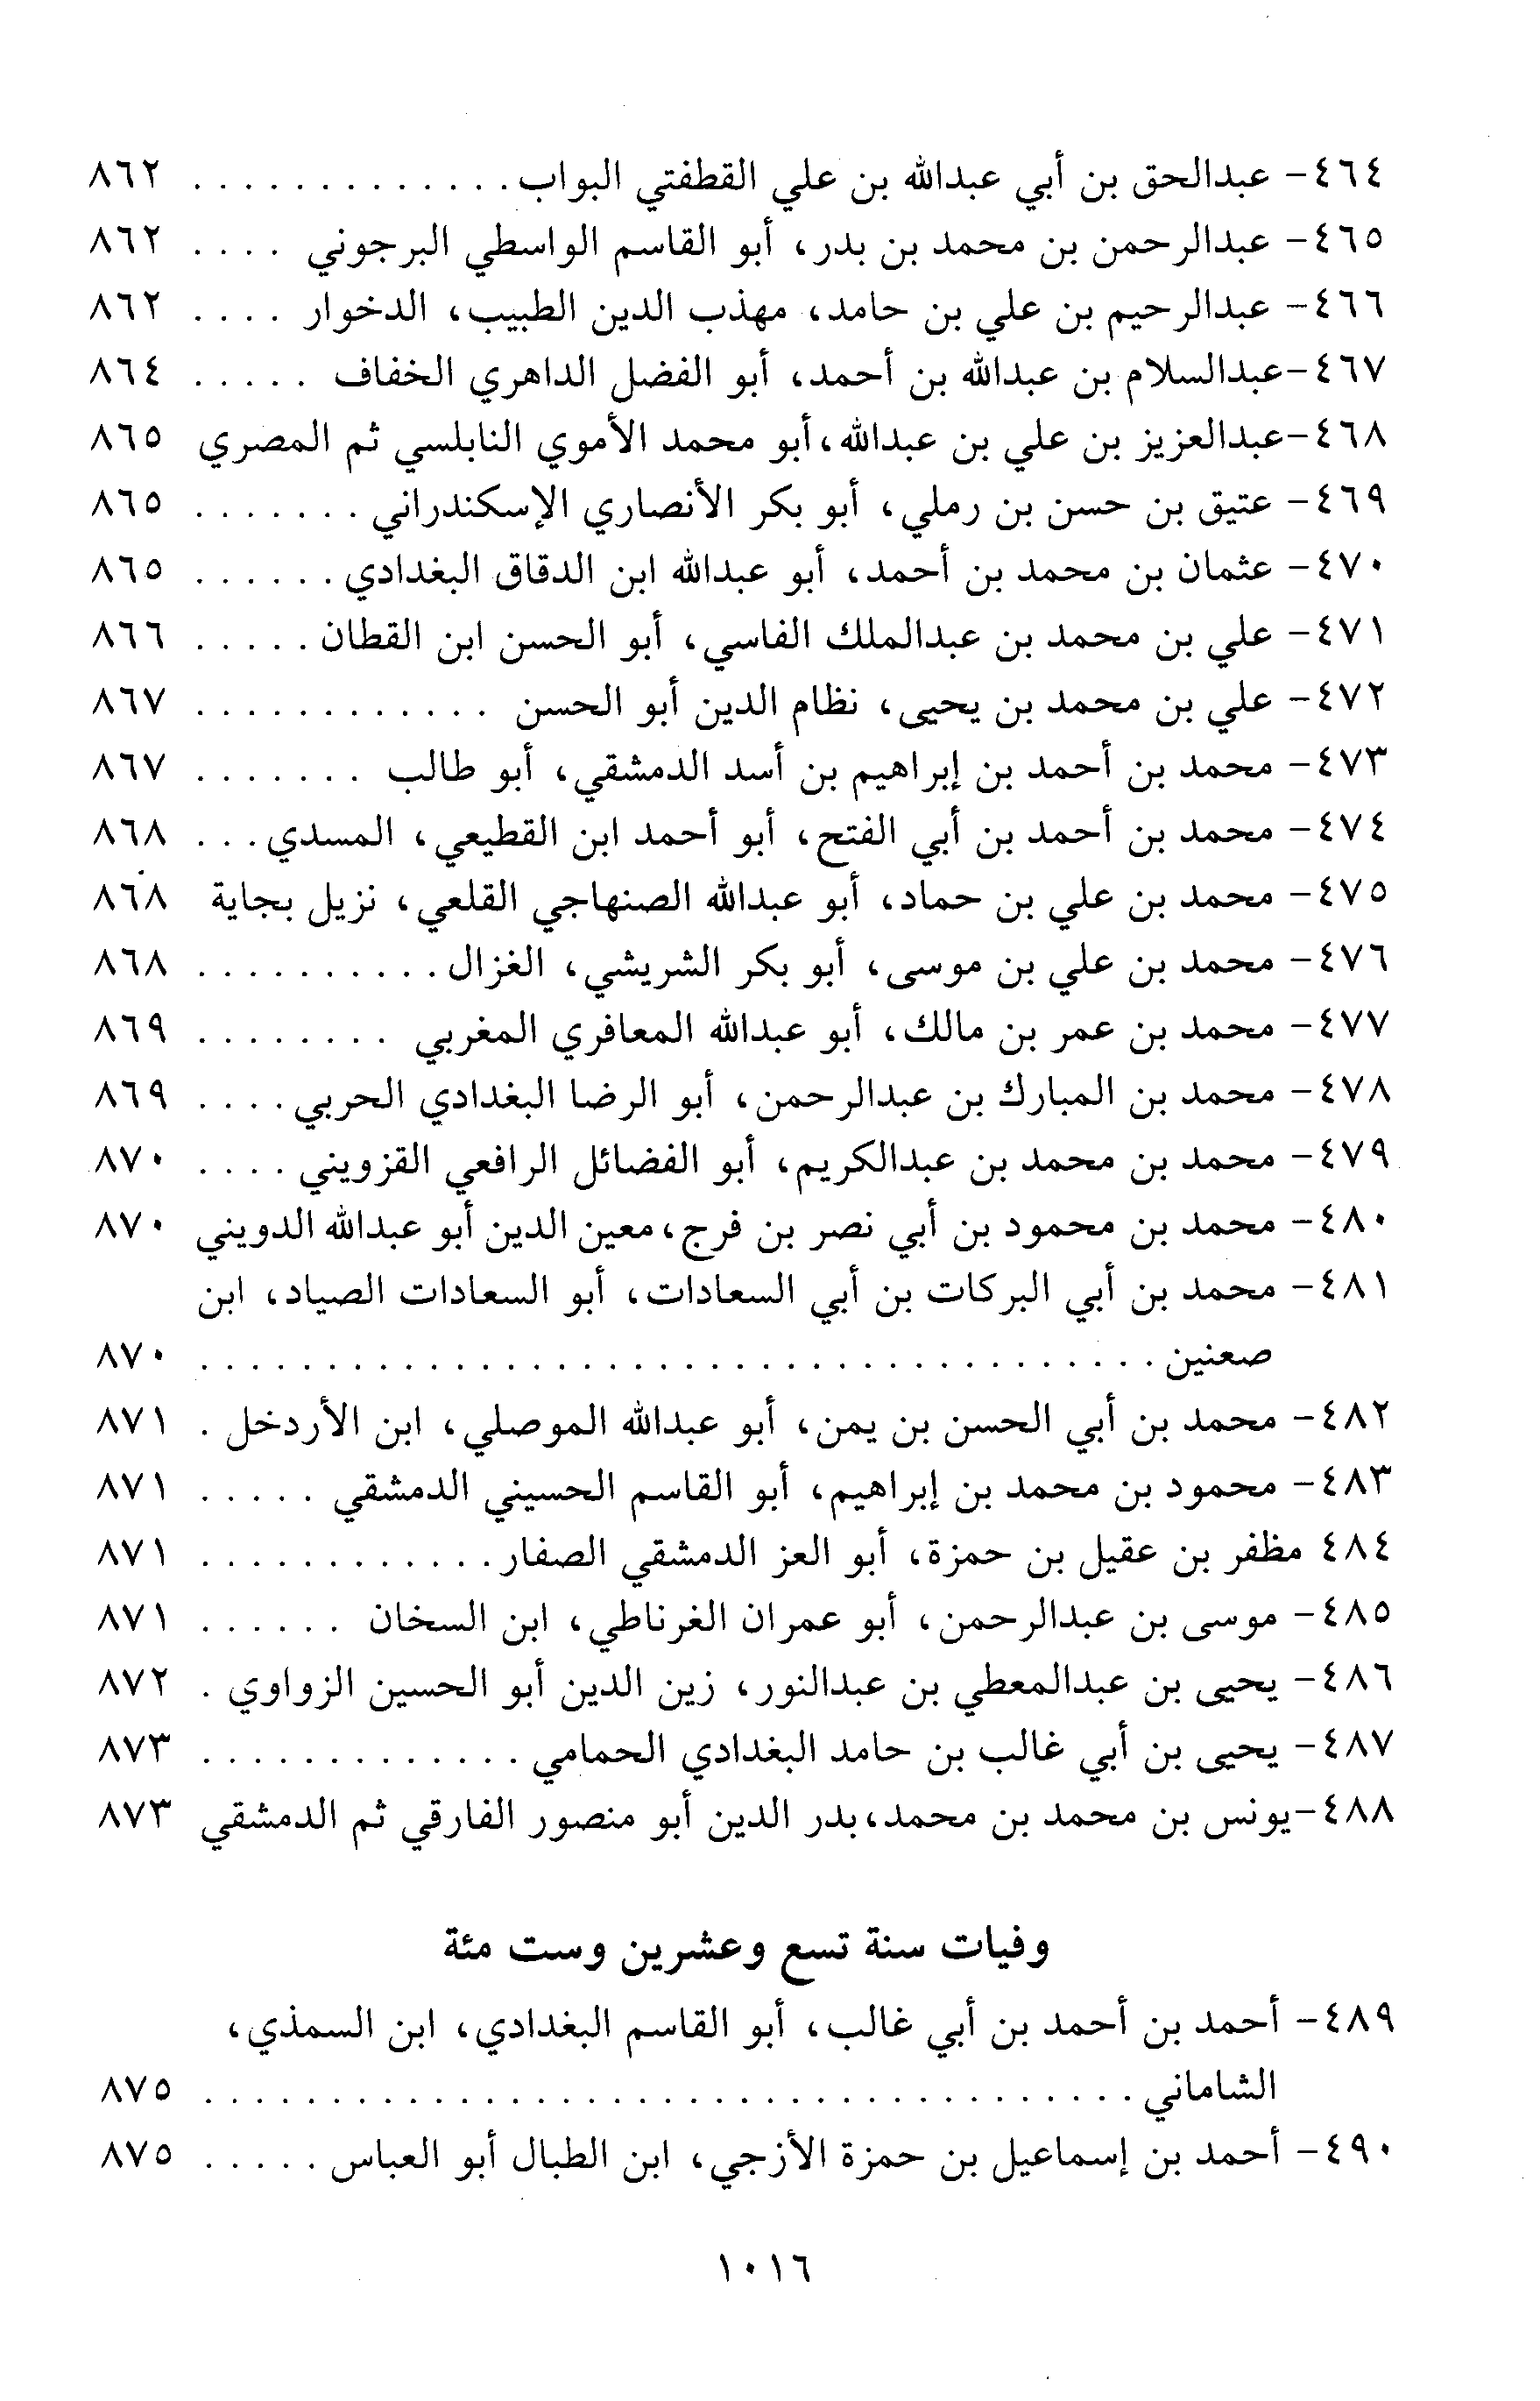 ٤٦٤- عبدالحق بن أبي عبدالله بن علي القطفتي البواب. . . . . . . . . . . . . ٨٦٢
٤٦٥- عبدالرحمن بن محمد بن بدر، أبو القاسم الواسطي البرجوني . . . . ٨٦٢
٤٦٦- عبدالرحيم بن علي بن حامد، مهذب الدين الطبيب، الدخوار . . . . ٨٦٢
٤٦٧-عبدالسلام بن عبدالله بن أحمد، أبو الفضل الداهري الخفاف . . . . . ٨٦٤
٤٦٨-عبدالعزيز بن علي بن عبدالله،أبو محمد الأموي النابلسي ثم المصري ٨٦٥
٤٦٩- عتيق بن حسن بن رملي، أبو بكر الأنصاري الإسكندراني . . . . . . . ٨٦٥
٤٧٠- عثمان بن محمد بن أحمد، أبو عبدالله ابن الدقاق البغدادي . . . . . . ٨٦٥
٤٧١- علي بن محمد بن عبدالملك الفاسي، أبو الحسن ابن القطان . . . . . ٨٦٦
٤٧٢- علي بن محمد بن يحيى، نظام الدين أبو الحسن . . . . . . . . . . . . ٨٦٧
٤٧٣- محمد بن أحمد بن إبراهيم بن أسد الدمشقي، أبو طالب . . . . . . . ٨٦٧
٤٧٤- محمد بن أحمد بن أبي الفتح، أبو أحمد ابن القطيعي، المسدي . . . ٨٦٨
٤٧٥- محمد بن علي بن حماد، أبو عبدالله الصنهاجي القلعي، نزيل بجاية ٨٦٨
٤٧٦- محمد بن علي بن موسى، أبو بكر الشريشي، الغزال . . . . . . . . . . ٨٦٨
٤٧٧- محمد بن عمر بن مالك، أبو عبدالله المعافري المغربي . . . . . . . . ٨٦٩
٤٧٨- محمد بن المبارك بن عبدالرحمن، أبو الرضا البغدادي الحربي . . . . ٨٦٩
٤٧٩- محمد بن محمد بن عبدالكريم، أبو الفضائل الرافعي القزويني . . . . ٨٧٠
٤٨٠- محمد بن محمود بن أبي نصر بن فرج،معين الدين أبو عبدالله الدويني ٨٧٠
٤٨١- محمد بن أبي البركات بن أبي السعادات، أبو السعادات الصياد، ابن
صعنين . . . . . . . . . . . . . . . . . . . . . . . . . . . . . . . . . . . . . . ٨٧٠
٤٨٢- محمد بن أبي الحسن بن يمن، أبو عبدالله الموصلي، ابن الأردخل . ٨٧١
٤٨٣- محمود بن محمد بن إبراهيم، أبو القاسم الحسيني الدمشقي . . . . . ٨٧١
٤٨٤ مظفر بن عقيل بن حمزة، أبو العز الدمشقي الصفار . . . . . . . . . . . . ٨٧١
٤٨٥- موسى بن عبدالرحمن، أبو عمران الغرناطي، ابن السخان . . . . . . ٨٧١
٤٨٦- يحيى بن عبدالمعطي بن عبدالنور، زين الدين أبو الحسين الزواوي . ٨٧٢
٤٨٧- يحيى بن أبي غالب بن حامد البغدادي الحمامي . . . . . . . . . . . . . ٨٧٣
٤٨٨-يونس بن محمد بن محمد،بدر الدين أبو منصور الفارقي ثم الدمشقي ٨٧٣
وفيات سنة تسع وعشرين وست مئة
٤٨٩- أحمد بن أحمد بن أبي غالب، أبو القاسم البغدادي، ابن السمذي،
الشاماني . . . . . . . . . . . . . . . . . . . . . . . . . . . . . . . . . . . . . ٨٧٥
٤٩٠- أحمد بن إسماعيل بن حمزة الأزجي، ابن الطبال أبو العباس . . . . . ٨٧٥
١٠١٦